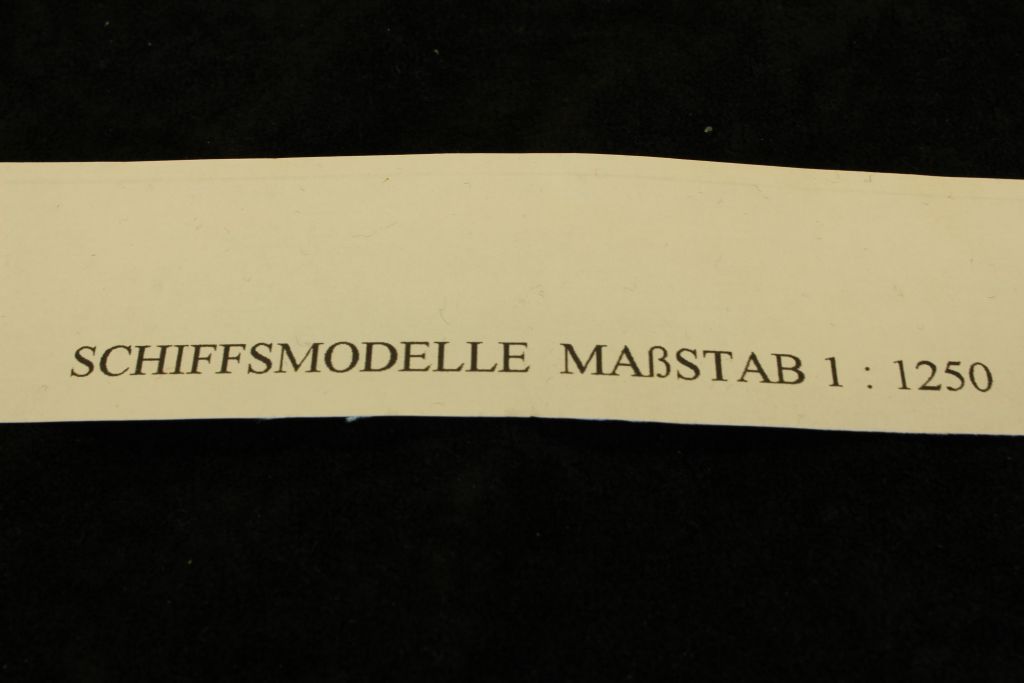 SCHIFFSMODELLE MAßSTAB 1 : 1250